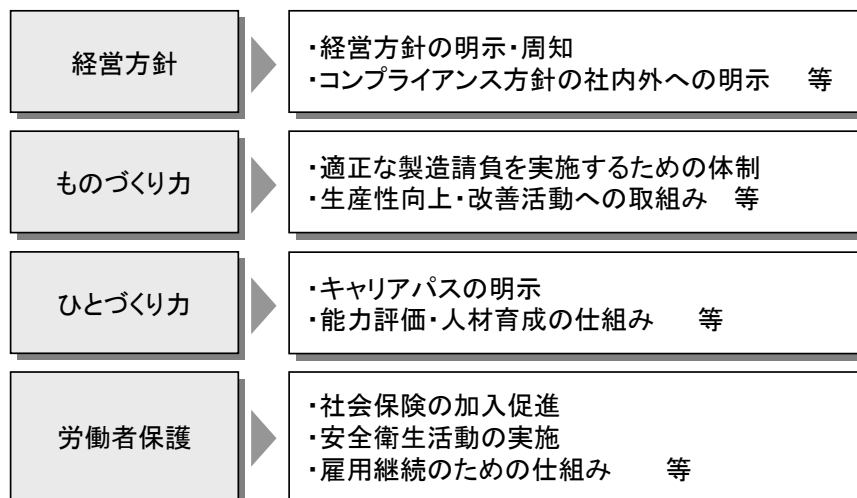 経営方針
・経営方針の明示・周知
・コンプライアンス方針の社内外への明示　等
ものづくり力
・適正な製造請負を実施するための体制
・生産性向上・改善活動への取組み　等
ひとづくり力
・キャリアパスの明示
・能力評価・人材育成の仕組み　等
労働者保護
・社会保険の加入促進
・安全衛生活動の実施
・雇用継続のための仕組み　等